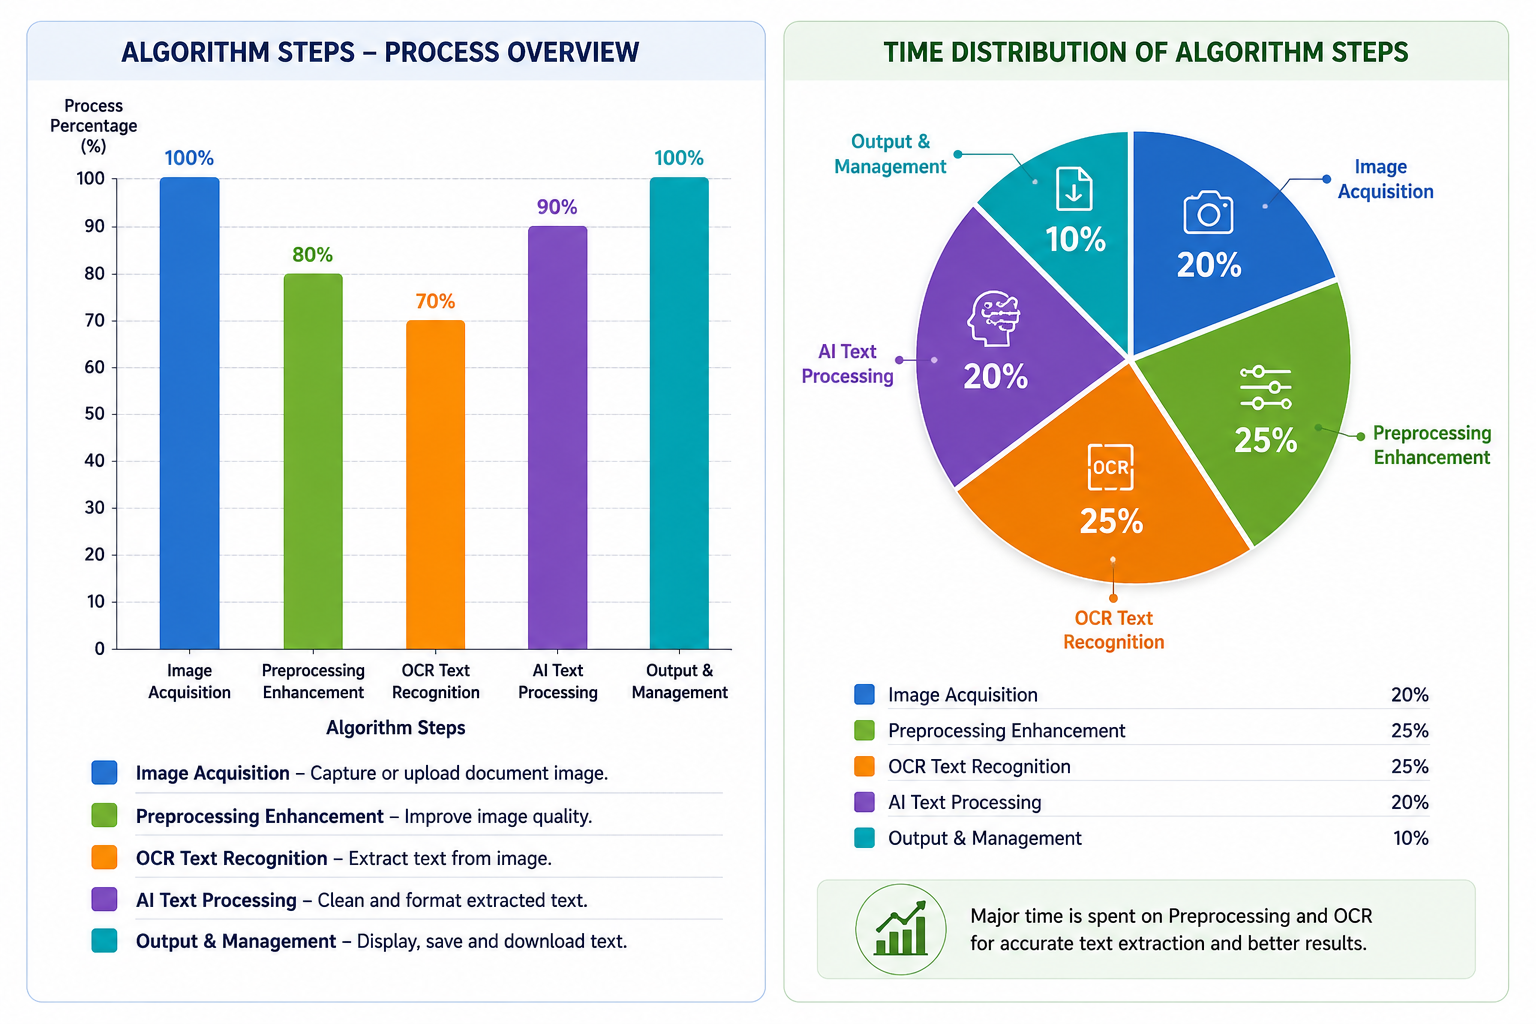 ALGORITHM STEPS – PROCESS OVERVIEW
Process
Percentage
(%)
100%
80%
70%
90%
100%
100
90
80
70
60
50
40
30
20
10
0
Image
Acquisition
Preprocessing
Enhancement
OCR Text
Recognition
AI Text
Processing
Output &
Management
Algorithm Steps
Image Acquisition – Capture or upload document image.
Preprocessing Enhancement – Improve image quality.
OCR Text Recognition – Extract text from image.
AI Text Processing – Clean and format extracted text.
Output & Management – Display, save and download text.
TIME DISTRIBUTION OF ALGORITHM STEPS
Output &
Management
10%
Image
Acquisition
20%
AI Text
Processing
20%
Preprocessing
Enhancement
25%
OCR
25%
OCR Text
Recognition
Image Acquisition 20%
Preprocessing Enhancement 25%
OCR Text Recognition 25%
AI Text Processing 20%
Output & Management 10%
Major time is spent on Preprocessing and OCR
for accurate text extraction and better results.